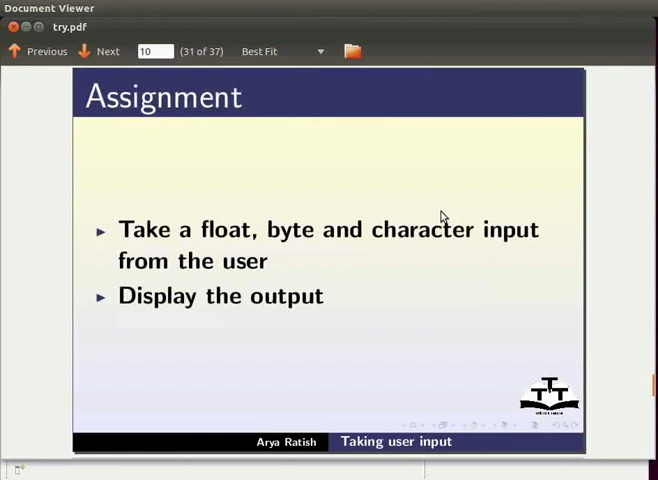 Document Viewer
try.pdf
Previous Next 10 (31 of 37) Best Fit
Assignment
Take a float, byte and character input
from the user
Display the output
Arya Ratish Taking user input